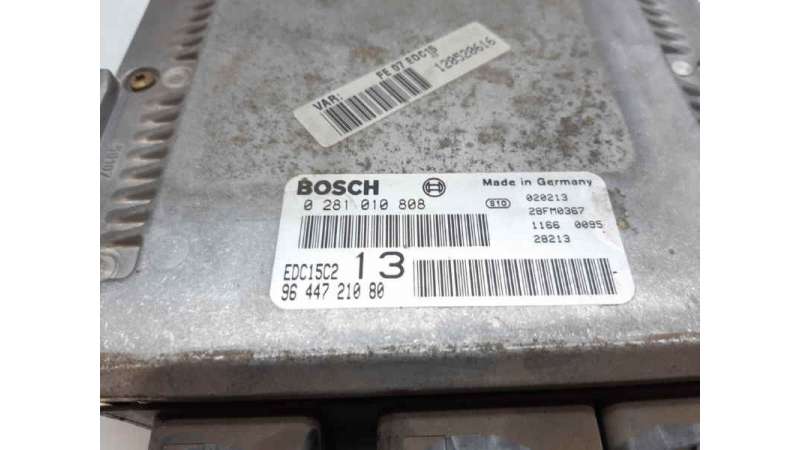 VAR: FE 07 EDC15
120520616
BOSCH Made in Germany
0 281 010 808
S10 020213
28FM0367
1166 0095
28213
EDC15C2 13
96 447 210 80